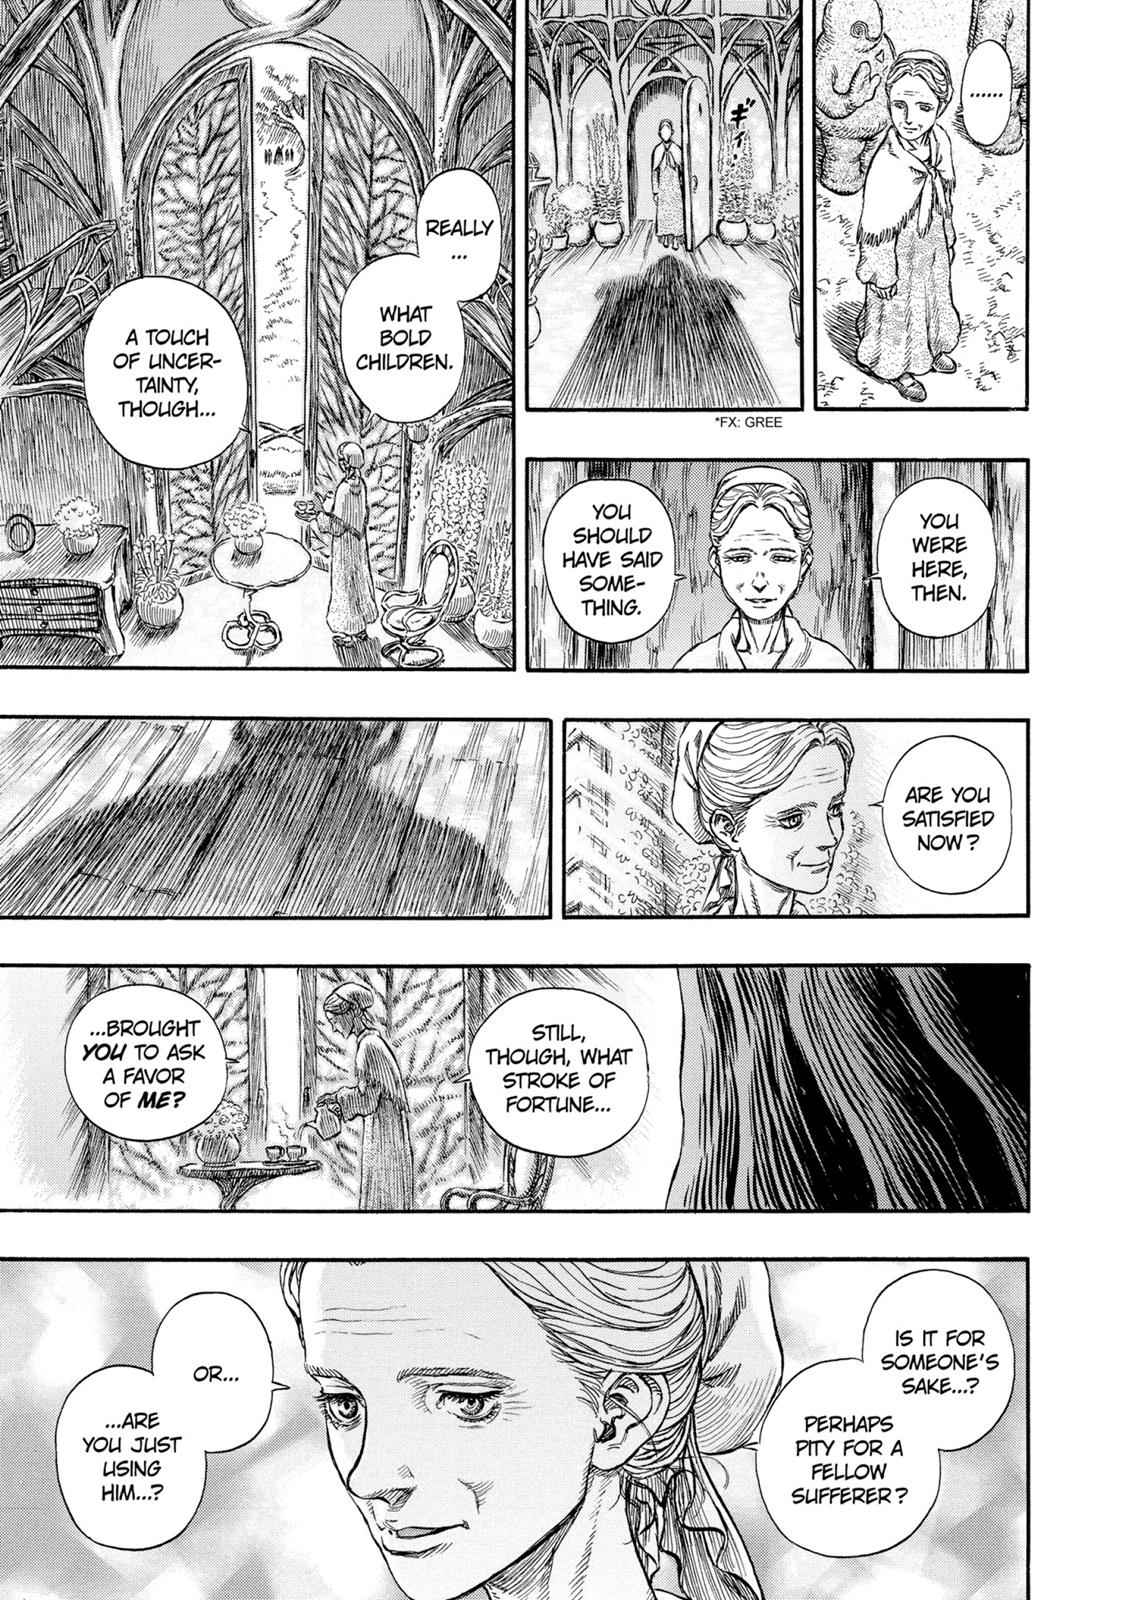 ......
ギィ…
*FX: GREE
REALLY
...
WHAT
BOLD
CHILDREN.
A TOUCH
OF UNCER-
TAINTY,
THOUGH...
YOU
WERE
HERE,
THEN.
YOU
SHOULD
HAVE SAID
SOME-
THING.
ARE YOU
SATISFIED
NOW?
STILL,
THOUGH, WHAT
STROKE OF
FORTUNE...
...BROUGHT
YOU TO ASK
A FAVOR
OF ME?
IS IT FOR
SOMEONE'S
SAKE...?
PERHAPS
PITY FOR A
FELLOW
SUFFERER?
OR...
...ARE
YOU JUST
USING
HIM...?